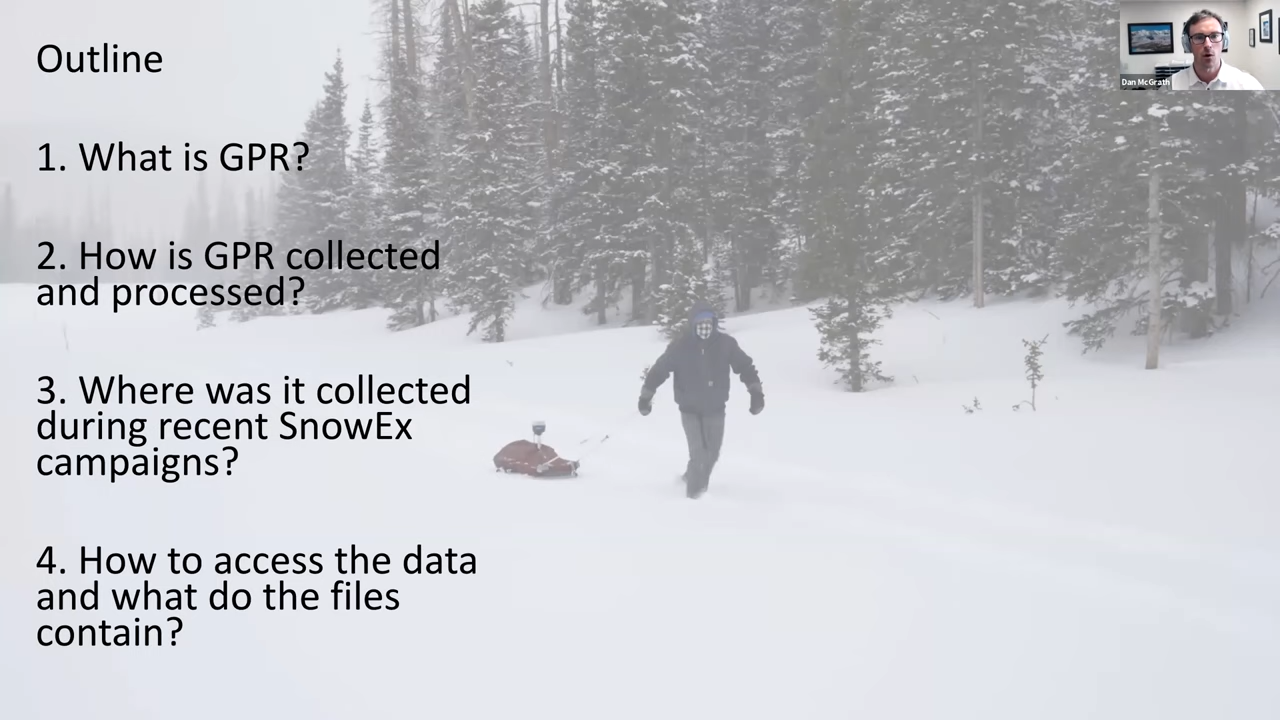 Outline
1. What is GPR?
2. How is GPR collected
and processed?
3. Where was it collected
during recent SnowEx
campaigns?
4. How to access the data
and what do the files
contain?
Dan McGrath